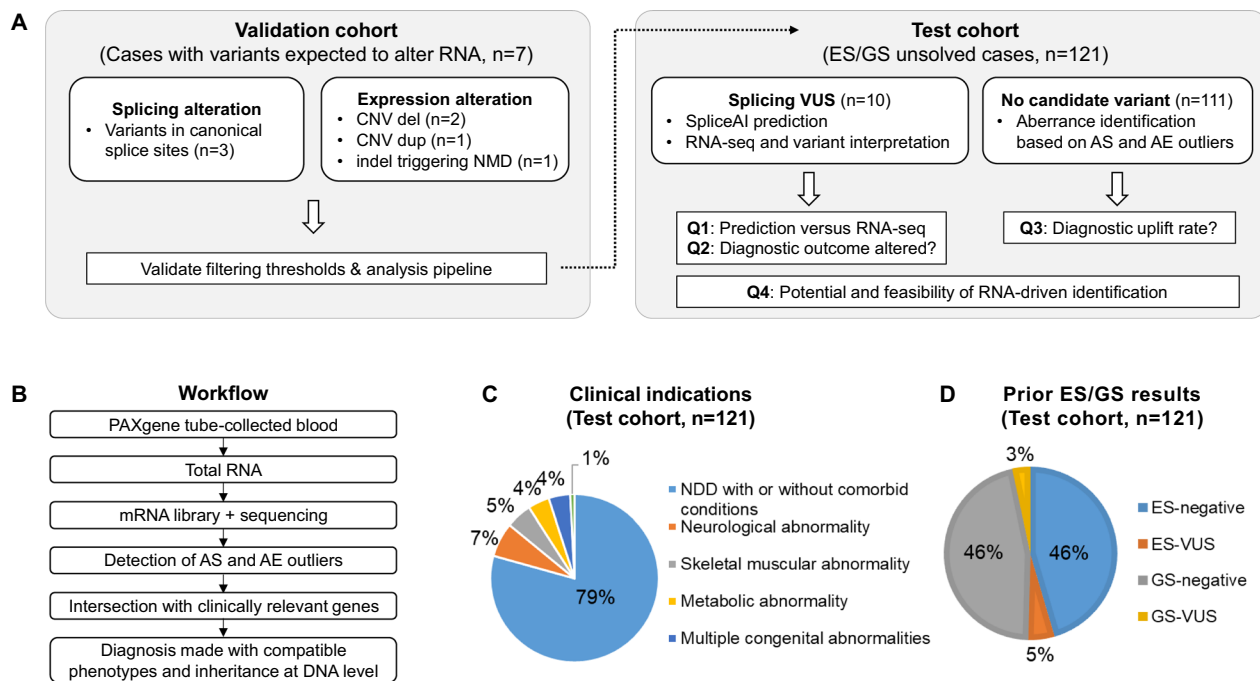 A
Validation cohort
(Cases with variants expected to alter RNA, n=7)
Splicing alteration
• Variants in canonical
splice sites (n=3)
Expression alteration
• CNV del (n=2)
• CNV dup (n=1)
• indel triggering NMD (n=1)
Validate filtering thresholds & analysis pipeline
Test cohort
(ES/GS unsolved cases, n=121)
Splicing VUS (n=10)
• SpliceAI prediction
• RNA-seq and variant interpretation
No candidate variant (n=111)
• Aberrance identification
based on AS and AE outliers
Q1: Prediction versus RNA-seq
Q2: Diagnostic outcome altered?
Q3: Diagnostic uplift rate?
Q4: Potential and feasibility of RNA-driven identification
B
Workflow
PAXgene tube-collected blood
Total RNA
mRNA library + sequencing
Detection of AS and AE outliers
Intersection with clinically relevant genes
Diagnosis made with compatible
phenotypes and inheritance at DNA level
C
Clinical indications
(Test cohort, n=121)
1%
4%
4%
5%
7%
79%
NDD with or without comorbid
conditions
Neurological abnormality
Skeletal muscular abnormality
Metabolic abnormality
Multiple congenital abnormalities
D
Prior ES/GS results
(Test cohort, n=121)
3%
46%
46%
5%
ES-negative
ES-VUS
GS-negative
GS-VUS